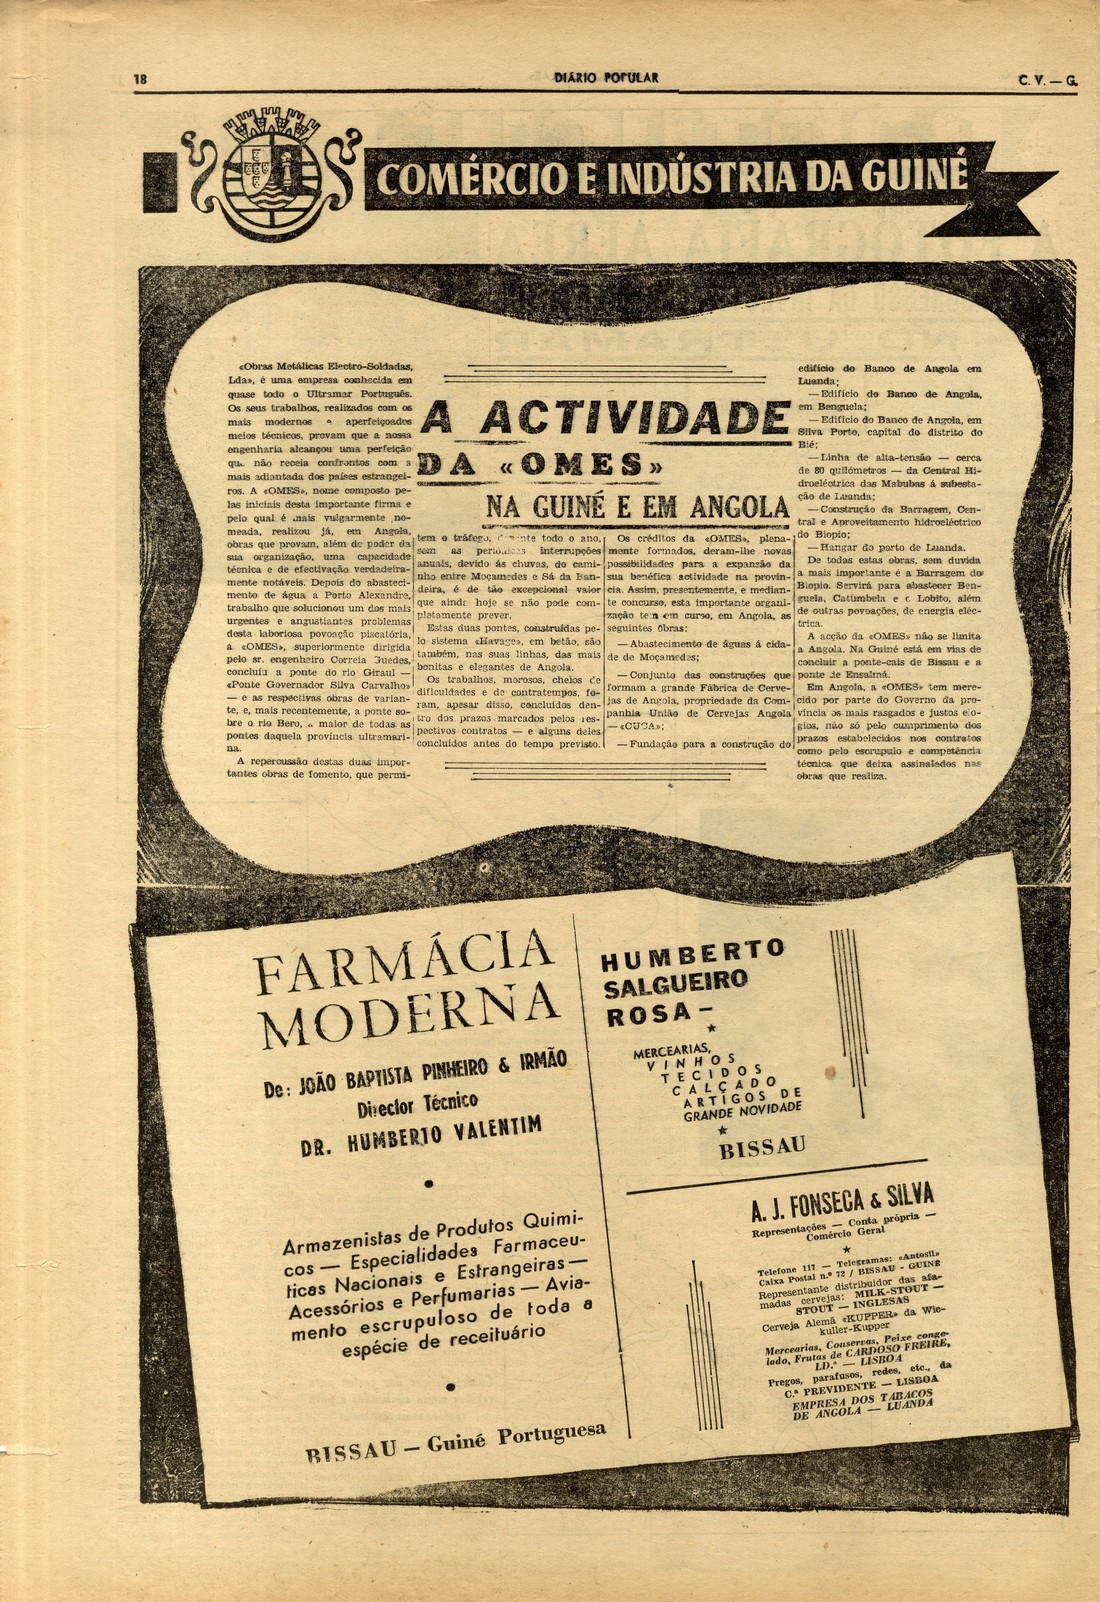 18
DIÁRIO POPULAR
C. V. — G.
COMÉRCIO E INDÚSTRIA DA GUINÉ
A ACTIVIDADE
DA «OMES»
NA GUINÉ E EM ANGOLA
«Obras Metálicas Electro-Soldadas,
Lda», é uma empresa conhecida em
quase todo o Ultramar Português.
Os seus trabalhos, realizados com os
mais modernos e aperfeiçoados
meios técnicos, provam que a nossa
engenharia alcançou uma perfeição
que não receia confrontos com a
mais adiantada dos países estrangei-
ros. A «OMES», nome composto pe-
las iniciais desta importante firma e
pelo qual é mais vulgarmente no-
meada, realizou já, em Angola,
obras que provam, além de poder da
sua organização, uma capacidade
técnica e de efectivação verdadeira-
mente notáveis. Depois do abasteci-
mento de água a Porto Alexandre,
trabalho que solucionou um dos mais
urgentes e angustiantes problemas
desta laboriosa povoação piscatória,
a «OMES», superiormente dirigida
pelo sr. engenheiro Correia Guedes,
concluiu a ponte do rio Giraul —
«Ponte Governador Silva Carvalho»
— e as respectivas obras de varian-
te, e, mais recentemente, a ponte so-
bre o rio Bero, a maior de todas as
pontes daquela província ultramari-
na.
A repercussão destas duas impor-
tantes obras de fomento, que permi-
tem o tráfego, durante todo o ano,
sem as periódicas interrupções
anuais, devido às chuvas, do cami-
nho entre Moçamedes e Sá da Ban-
deira, é de tão excepcional valor
que ainda hoje se não pode com-
pletamente prever.
Estas duas pontes, construídas pe-
lo sistema «Havage», em betão, são
também, nas suas linhas, das mais
bonitas e elegantes de Angola.
Os trabalhos, morosos, cheios de
dificuldades e de contratempos, fo-
ram, apesar disso, concluídos den-
tro dos prazos marcados pelos res-
pectivos contratos — e alguns deles
concluídos antes do tempo previsto.
Os créditos da «OMES», plena-
mente formados, deram-lhe novas
possibilidades para a expansão da
sua benéfica actividade na provín-
cia. Assim, presentemente, e median-
te concurso, esta importante organi-
zação tem em curso, em Angola, as
seguintes obras:
— Abastecimento de águas á cida-
de de Moçamedes;
— Conjunto das construções que
formam a grande Fábrica de Cerve-
jas de Angola, propriedade da Com-
panhia União de Cervejas Angola
— «CUCA»;
— Fundação para a construção do
edifício do Banco de Angola em
Luanda;
— Edifício do Banco de Angola,
em Benguela;
— Edifício do Banco de Angola, em
Silva Porto, capital do distrito do
Bié;
— Linha de alta-tensão — cerca
de 80 quilómetros — da Central Hi-
droeléctrica das Mabubas á subesta-
ção de Luanda;
— Construção da Barragem, Cen-
tral e Aproveitamento hidroeléctrico
do Biopio;
— Hangar do porto de Luanda.
De todas estas obras, sem duvida
a mais importante é a Barragem do
Biopio. Servirá para abastecer Ben-
guela, Catumbela e o Lobito, além
de outras povoações, de energia eléc-
trica.
A acção da «OMES» não se limita
a Angola. Na Guiné está em vias de
concluir a ponte-cais de Bissau e a
ponte de Ensalmá.
Em Angola, a «OMES» tem mere-
cido por parte do Governo da pro-
víncia os mais rasgados e justos elo-
gios, não só pelo cumprimento dos
prazos estabelecidos nos contratos
como pelo escrupulo e competência
técnica que deixa assinalados nas
obras que realiza.
FARMÁCIA
MODERNA
De: JOÃO BAPTISTA PINHEIRO & IRMÃO
Director Técnico
DR. HUMBERTO VALENTIM
Armazenistas de Produtos Quimi-
cos — Especialidades Farmaceu-
ticas Nacionais e Estrangeiras —
Acessórios e Perfumarias — Avia-
mento escrupuloso de toda a
espécie de receituário
BISSAU — Guiné Portuguesa
HUMBERTO
SALGUEIRO
ROSA —
MERCEARIAS,
VINHOS
TECIDOS
CALÇADO
ARTIGOS DE
GRANDE NOVIDADE
BISSAU
A. J. FONSECA & SILVA
Representações — Conta própria —
Comércio Geral
Telefone 117 — Telegramas: «Antosil»
Caixa Postal n.º 72 / BISSAU - GUINÉ
Representante distribuidor das afa-
madas cervejas: MILK-STOUT —
STOUT — INGLESAS
Cerveja Alemã «KUPPER» da Wic-
kuller-Kupper
Mercearias, Conservas, Peixe conge-
lado, Frutas de CARDOSO FREIRE,
LD.ª — LISBOA
Pregos, parafusos, redes, etc., da
C.ª PREVIDENTE — LISBOA
EMPRESA DOS TABACOS
DE ANGOLA — LUANDA